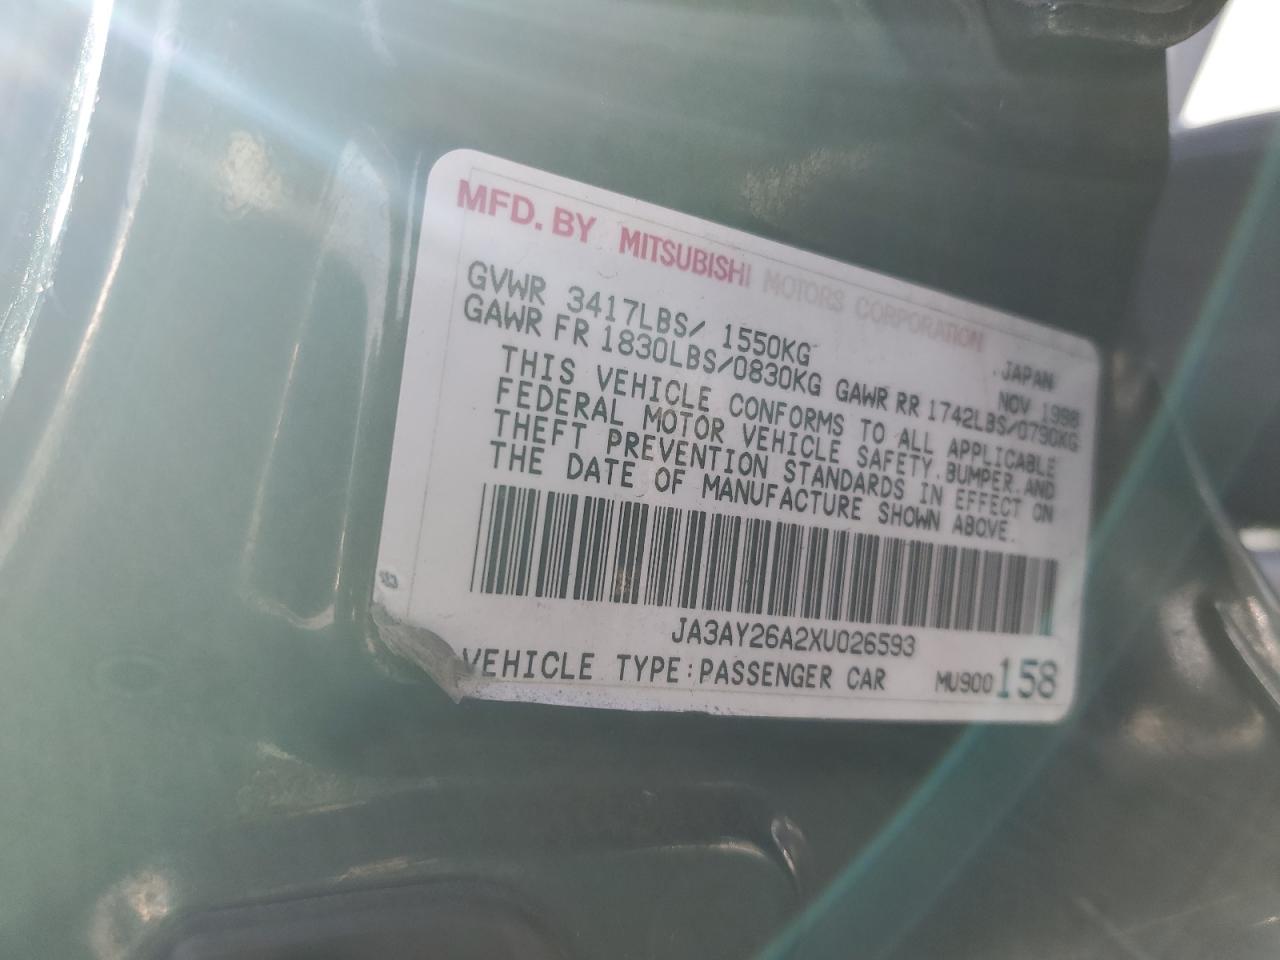 MFD. BY MITSUBISHI MOTORS CORPORATION
JAPAN
GVWR 3417LBS/ 1550KG NOV 1998
GAWR FR 1830LBS/0830KG GAWR RR 1742LBS/0790KG
THIS VEHICLE CONFORMS TO ALL APPLICABLE
FEDERAL MOTOR VEHICLE SAFETY, BUMPER, AND
THEFT PREVENTION STANDARDS IN EFFECT ON
THE DATE OF MANUFACTURE SHOWN ABOVE.
JA3AY26A2XU026593
VEHICLE TYPE:PASSENGER CAR MU900158